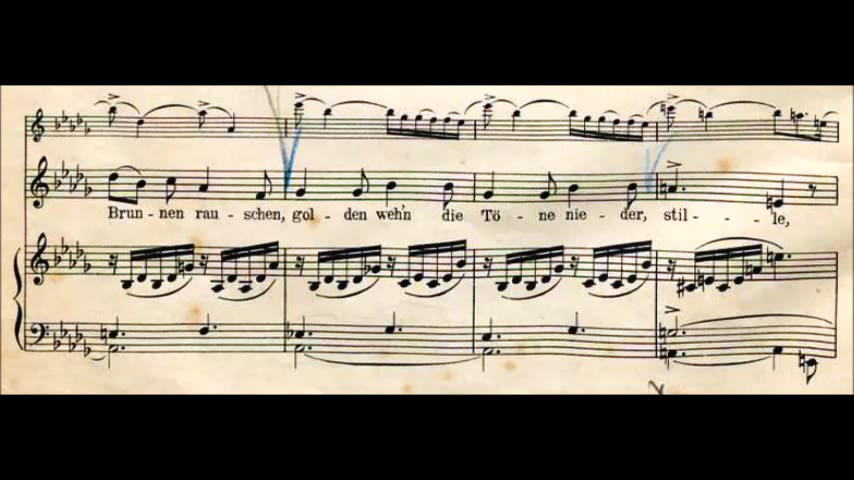 Brun - nen rau - schen, gol - den weh'n die Tö - ne nie - der, stil - - - le,